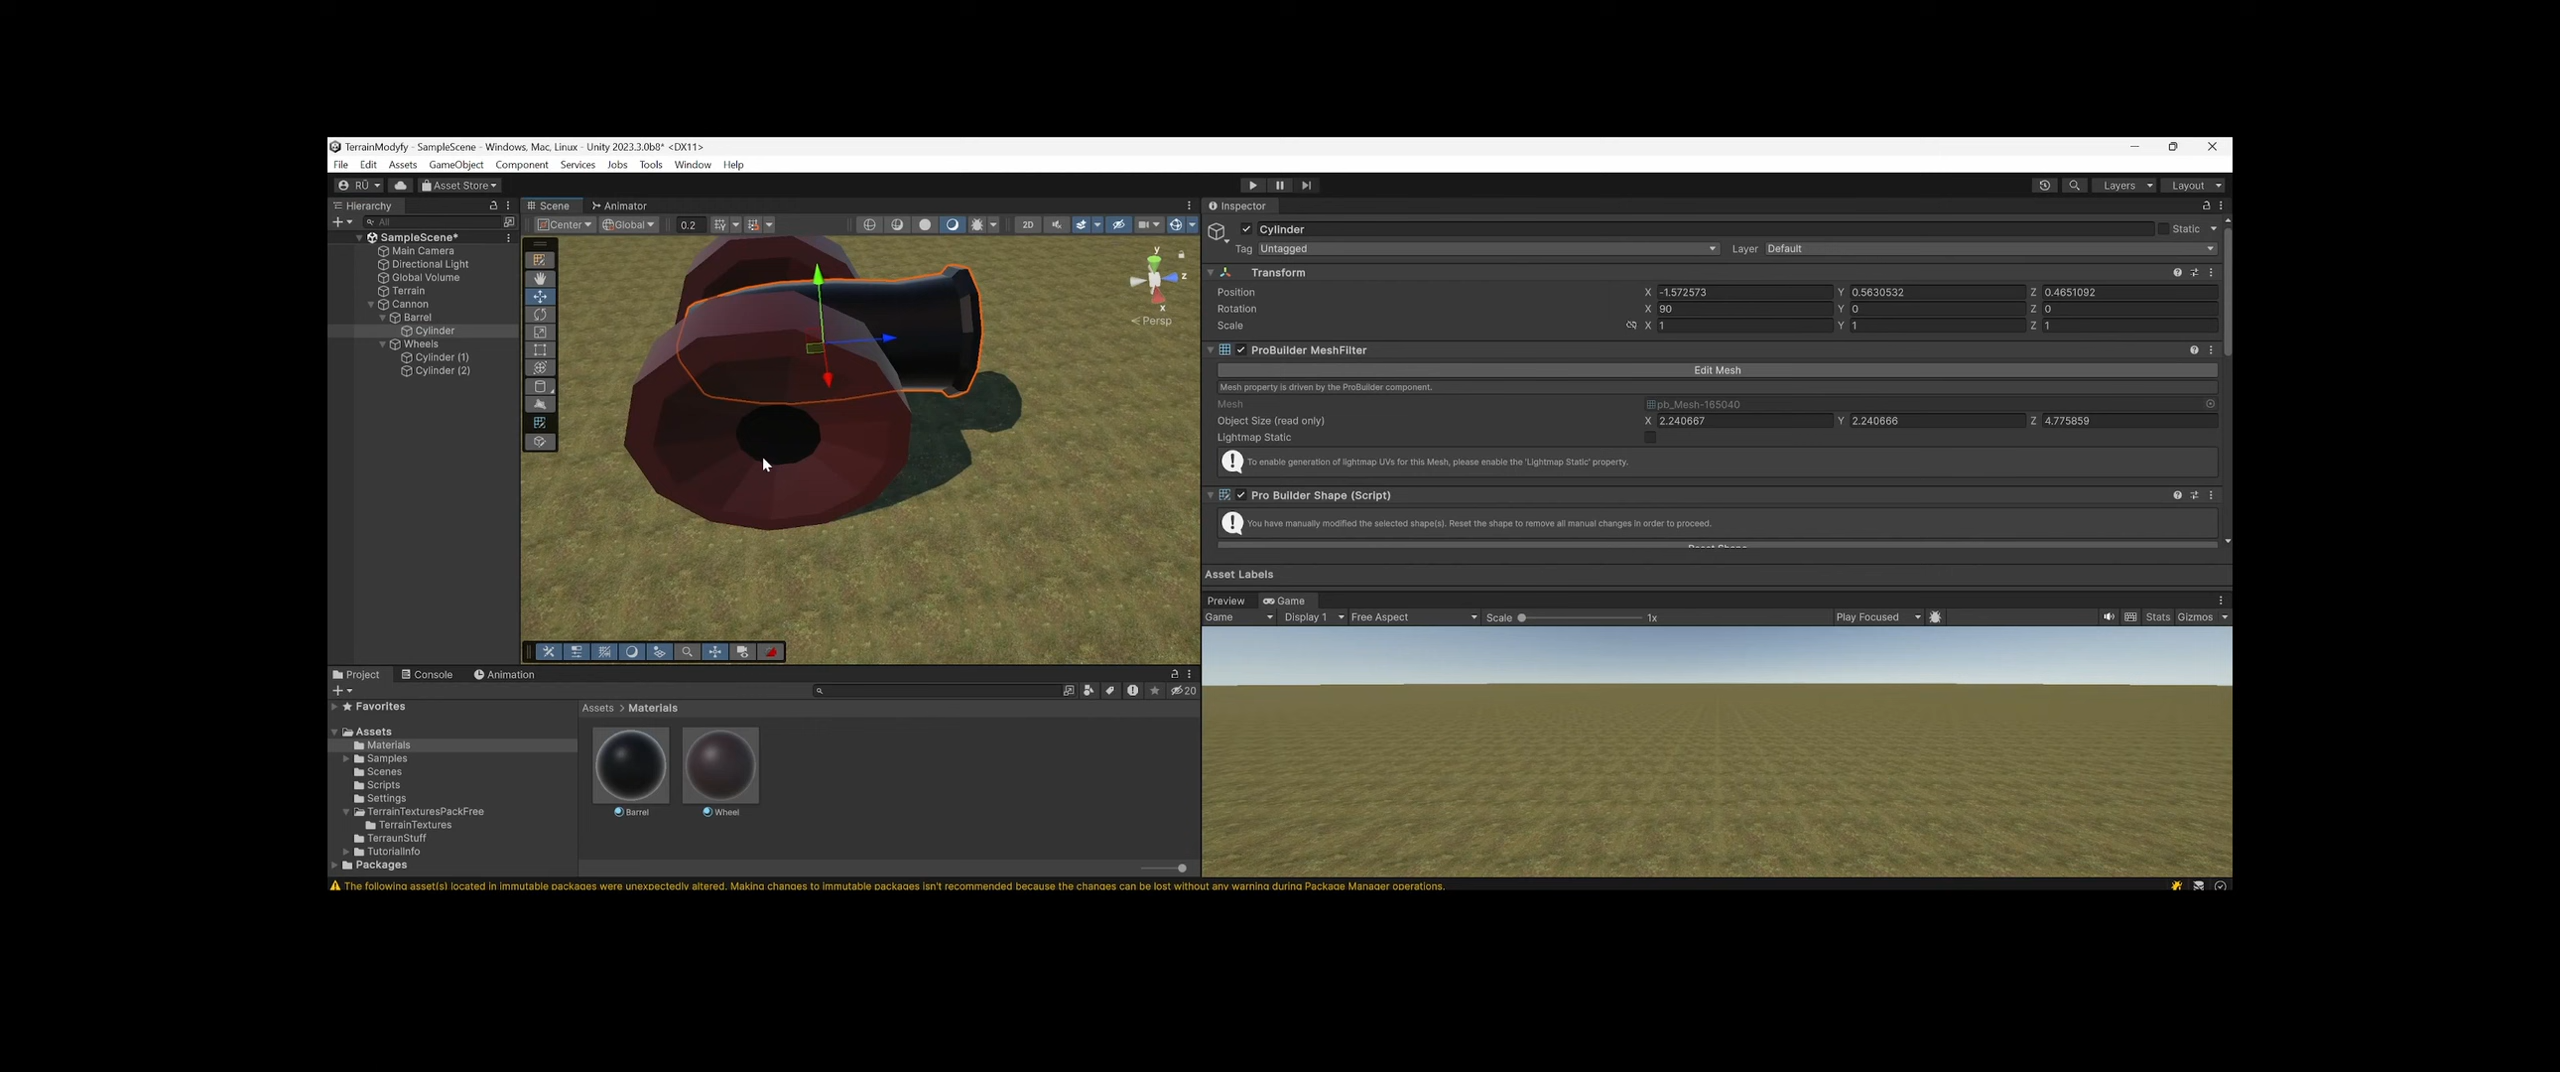 TerrainModyfy - SampleScene - Windows, Mac, Linux - Unity 2023.3.0b8* <DX11>
File Edit Assets GameObject Component Services Jobs Tools Window Help
RÜ Asset Store Layers Layout
Hierarchy Scene Animator Inspector
All Center Global 0.2 2D
Cylinder Static
Tag Untagged Layer Default
SampleScene*
Main Camera
Directional Light
Global Volume
Terrain
Cannon
Barrel
Cylinder
Wheels
Cylinder (1)
Cylinder (2)
y
z
x
Persp
Transform
Position X -1.572573 Y 0.5630532 Z 0.4651092
Rotation X 90 Y 0 Z 0
Scale X 1 Y 1 Z 1
ProBuilder MeshFilter
Edit Mesh
Mesh property is driven by the ProBuilder component.
Mesh pb_Mesh-165040
Object Size (read only) X 2.240667 Y 2.240666 Z 4.775859
Lightmap Static
To enable generation of lightmap UVs for this Mesh, please enable the 'Lightmap Static' property.
Pro Builder Shape (Script)
You have manually modified the selected shape(s). Reset the shape to remove all manual changes in order to proceed.
Reset Shape
Asset Labels
Preview Game
Game Display 1 Free Aspect Scale 1x Play Focused Stats Gizmos
Project Console Animation
20
Favorites
Assets
Materials
Samples
Scenes
Scripts
Settings
TerrainTexturesPackFree
TerrainTextures
TerraunStuff
TutorialInfo
Packages
Assets > Materials
Barrel Wheel
The following asset(s) located in immutable packages were unexpectedly altered. Making changes to immutable packages isn't recommended because the changes can be lost without any warning during Package Manager operations.